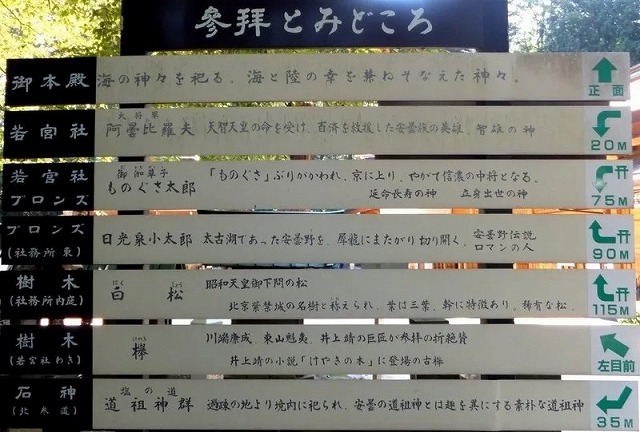 參拝とみどころ
御本殿 海の神々を祀る。海と陸の幸を兼ねそなえた神々。 正面
若宮社 大将軍 阿曇比羅夫 天智天皇の命を受け、百済を救援した安曇族の英雄、智雄の神 20M
若宮社 ブロンズ 御伽草子 ものぐさ太郎 「ものぐさ」ぶりがかわれ、京に上り、やがて信濃の中将となる。
延命長寿の神 立身出世の神 75M
ブロンズ (社務所東) 日光泉小太郎 太古湖であった安曇野を、犀龍にまたがり切り開く。 安曇野伝説
ロマンの人 90M
樹木 (社務所内庭) はく しょう 白松 昭和天皇御下問の松
北京紫禁城の名樹と称えられ、葉は三葉、幹に特徴あり。稀有な松。 115M
樹木 (若宮社わき) けやき 欅 川端康成、東山魁夷、井上靖の巨匠が参拝の折絶賛
井上靖の小説「けやきの木」に登場の古欅 左目前
石神 (北参道) 塩の道 道祖神群 過疎の地より境内に祀られ、安曇の道祖神とは趣を異にする素朴な道祖神 35M